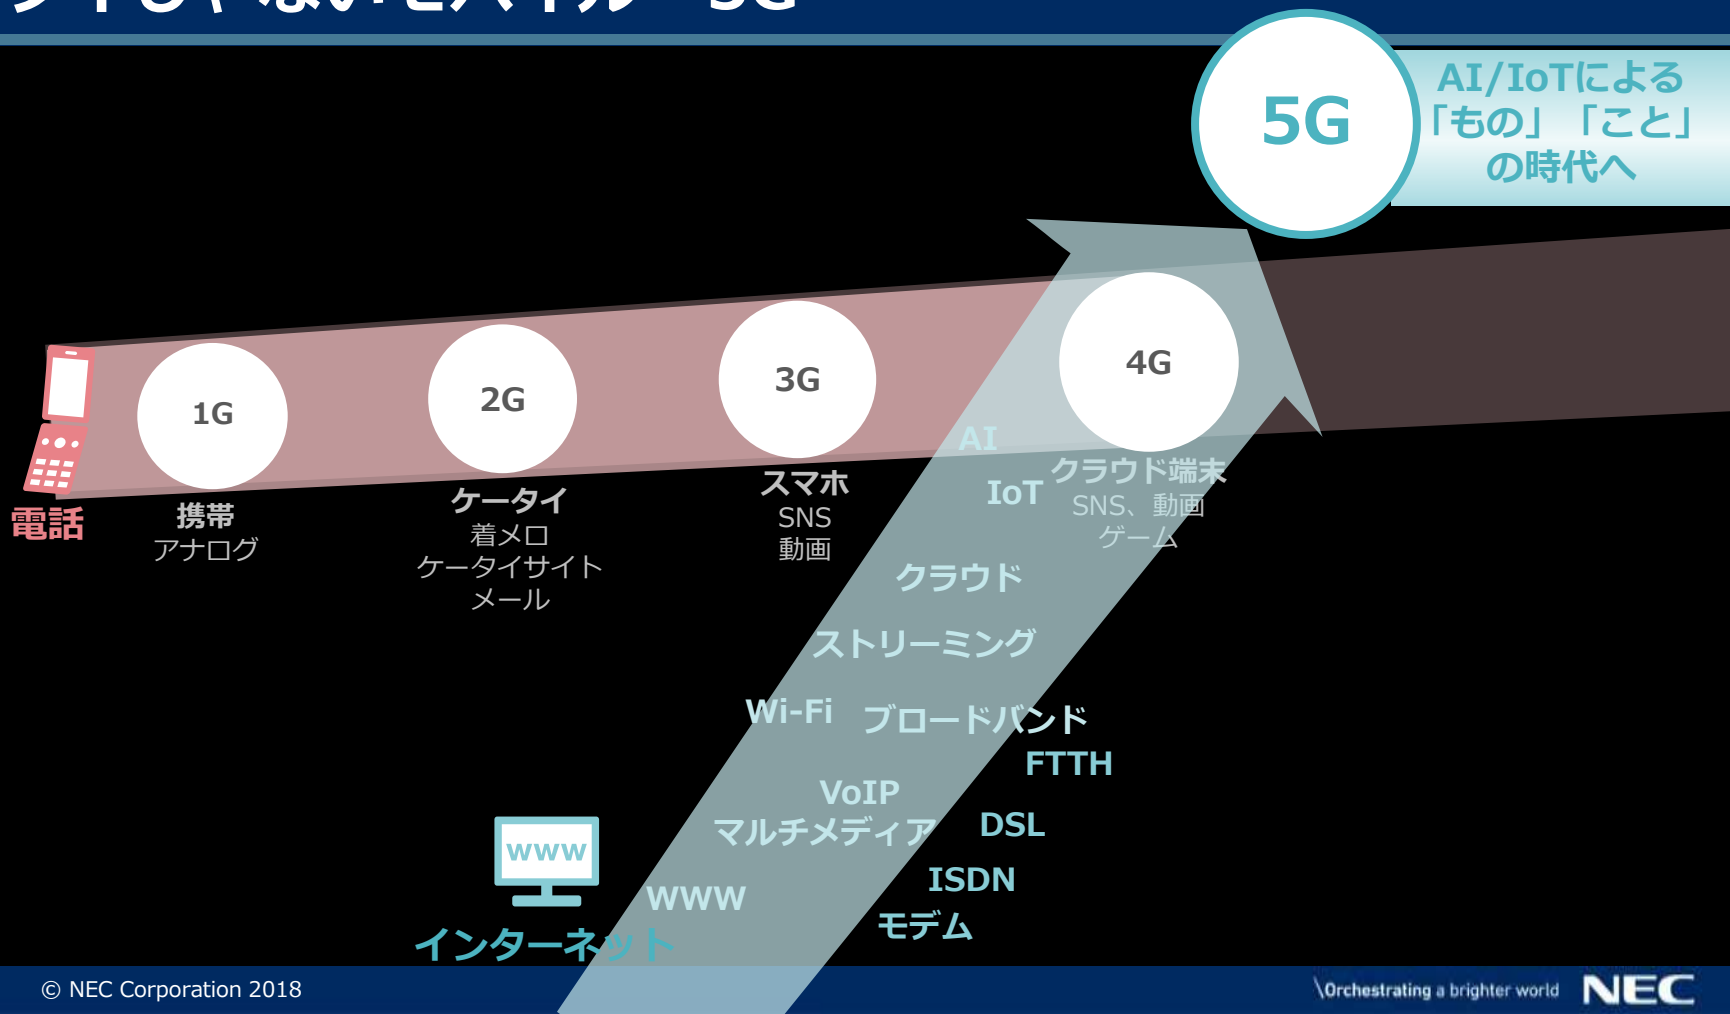 5G
AI/IoTによる
「もの」「こと」
の時代へ
1G
2G
3G
4G
電話
携帯
アナログ
ケータイ
着メロ
ケータイサイト
メール
スマホ
SNS
動画
クラウド端末
SNS、動画
ゲーム
AI
IoT
クラウド
ストリーミング
Wi-Fi ブロードバンド
FTTH
VoIP
マルチメディア
DSL
ISDN
モデム
www
WWW
インターネット
© NEC Corporation 2018
\Orchestrating a brighter world
NEC